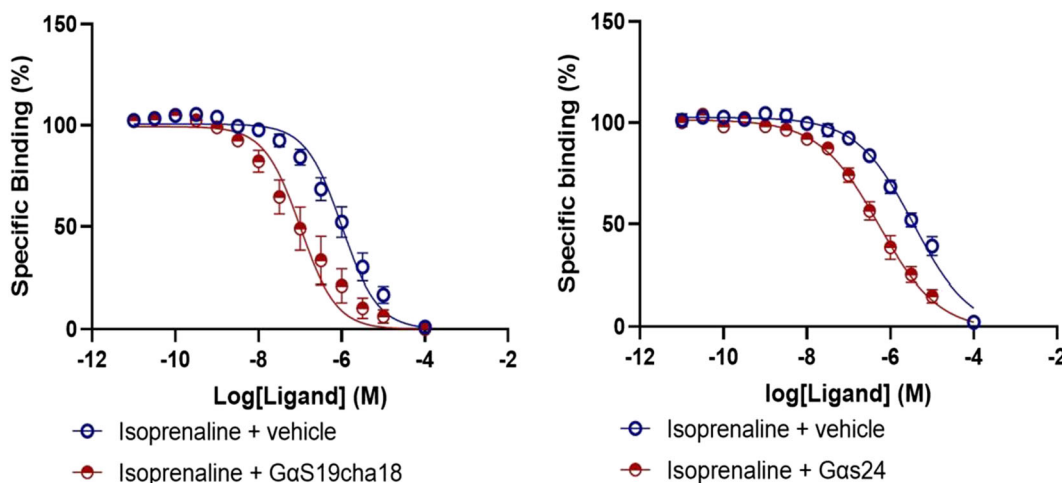 150
100
50
0
Specific Binding (%)
-12 -10 -8 -6 -4 -2
Log[Ligand] (M)
Isoprenaline + vehicle
Isoprenaline + GαS19cha18
150
100
50
0
Specific binding (%)
-12 -10 -8 -6 -4 -2
log[Ligand] (M)
Isoprenaline + vehicle
Isoprenaline + Gαs24